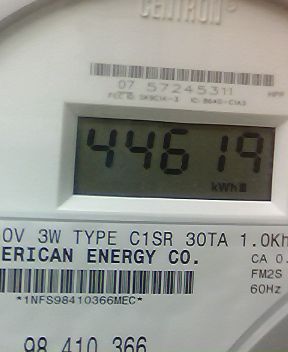 CENTRON®
07 57245311
44619
kWh
0V 3W TYPE C1SR 30TA 1.0Kh
ERICAN ENERGY CO.
CA 0.
FM2S
60Hz
*1NFS98410366MEC*
98 410 366